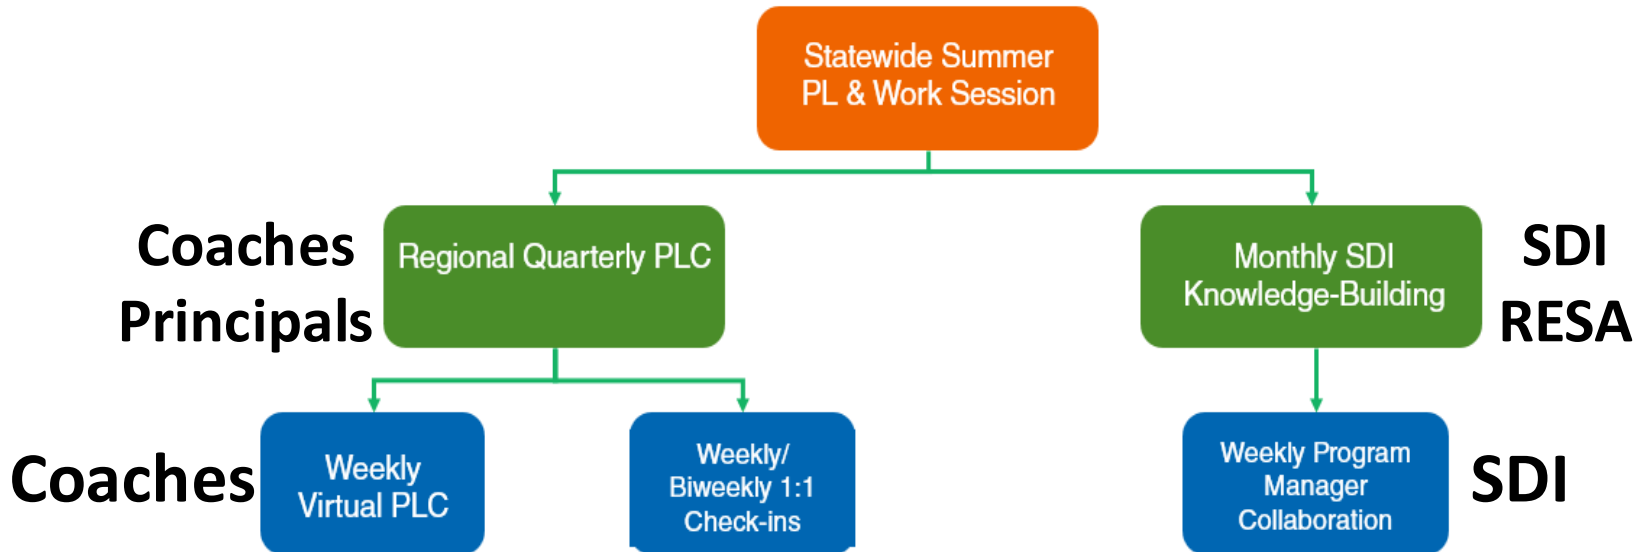 Statewide Summer
PL & Work Session
Coaches
Principals
Regional Quarterly PLC
Monthly SDI
Knowledge-Building
SDI
RESA
Coaches
Weekly
Virtual PLC
Weekly/
Biweekly 1:1
Check-ins
Weekly Program
Manager
Collaboration
SDI